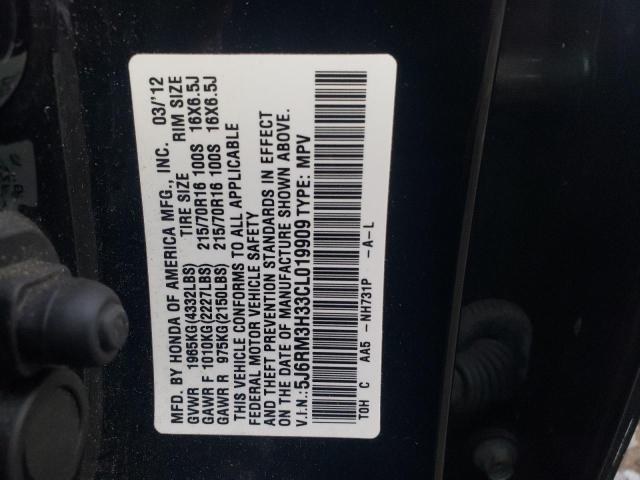 MFD. BY HONDA OF AMERICA MFG., INC. 03/'12
GVWR 1965KG(4332LBS) TIRE SIZE RIM SIZE
GAWR F 1010KG(2227LBS) 215/70R16 100S 16X6.5J
GAWR R 975KG(2150LBS) 215/70R16 100S 16X6.5J
THIS VEHICLE CONFORMS TO ALL APPLICABLE
FEDERAL MOTOR VEHICLE SAFETY
AND THEFT PREVENTION STANDARDS IN EFFECT
ON THE DATE OF MANUFACTURE SHOWN ABOVE.
V.I.N.: 5J6RM3H33CL019909 TYPE: MPV
TOH C AA5 -NH731P -A-L